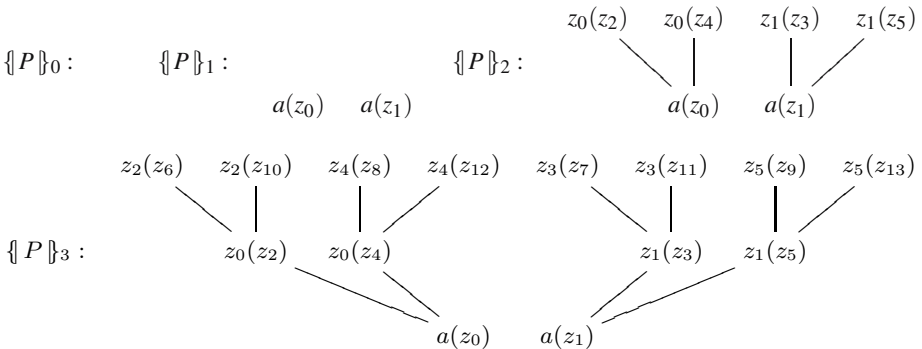 z₀(z₂) z₀(z₄) z₁(z₃) z₁(z₅)
{|P|}₀ : {|P|}₁ : {|P|}₂ :
a(z₀) a(z₁) a(z₀) a(z₁)
z₂(z₆) z₂(z₁₀) z₄(z₈) z₄(z₁₂) z₃(z₇) z₃(z₁₁) z₅(z₉) z₅(z₁₃)
{|P|}₃ : z₀(z₂) z₀(z₄) z₁(z₃) z₁(z₅)
a(z₀) a(z₁)